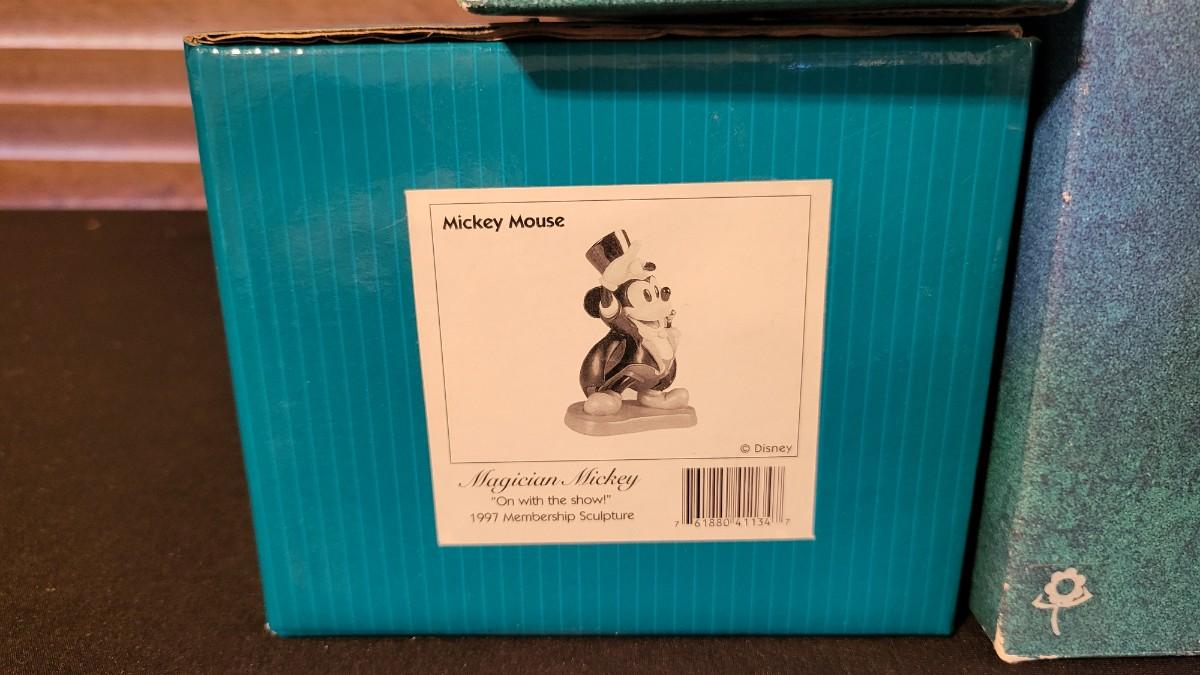 Mickey Mouse
© Disney
Magician Mickey
"On with the show!"
1997 Membership Sculpture
7 61880 41134 7